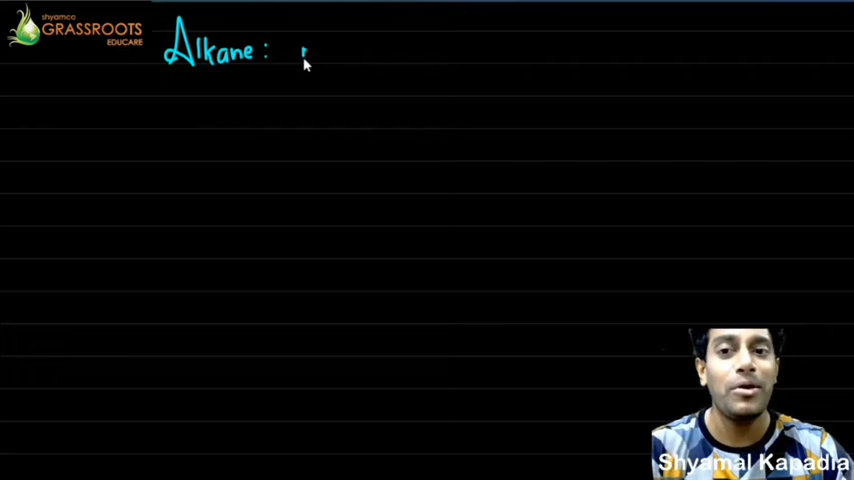 shyamco
GRASSROOTS
EDUCARE
Alkane :
Shyamal Kapadia